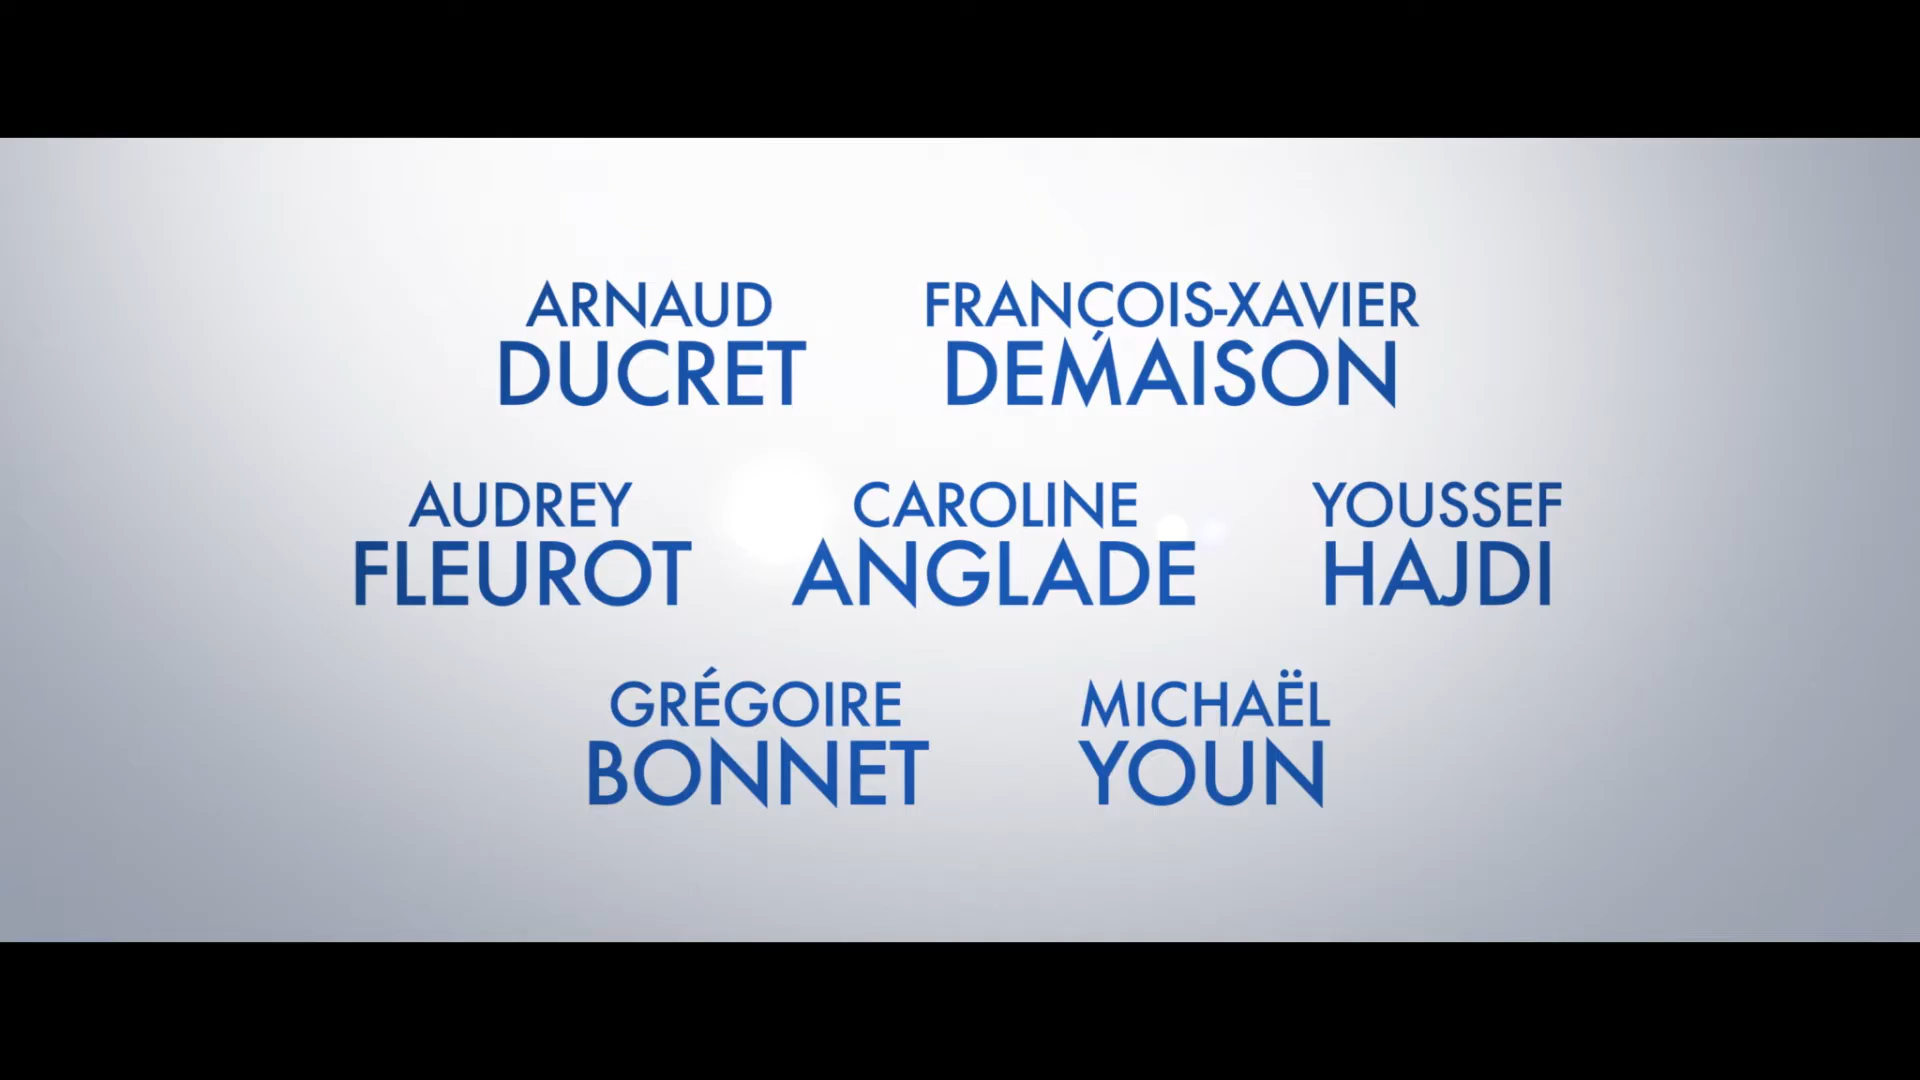 ARNAUD FRANÇOIS-XAVIER
DUCRET DEMAISON
AUDREY CAROLINE YOUSSEF
FLEUROT ANGLADE HAJDI
GRÉGOIRE MICHAËL
BONNET YOUN